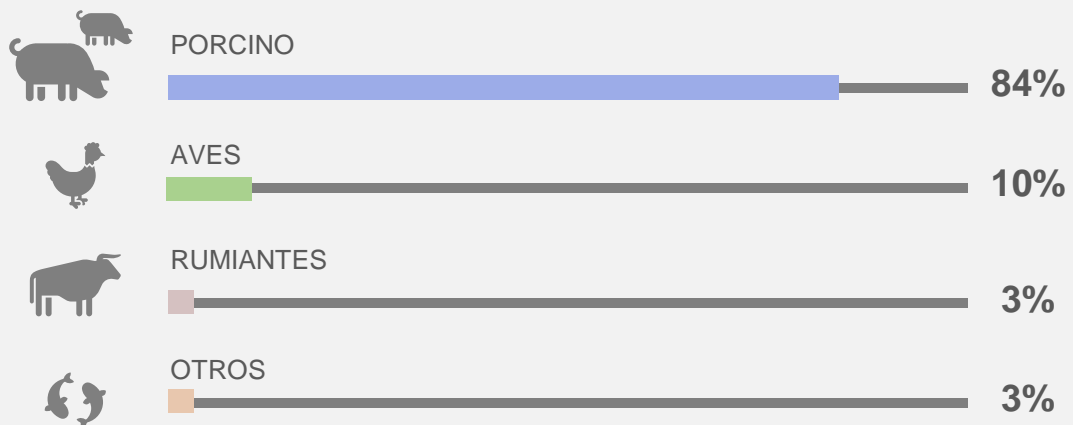 PORCINO
84%
AVES
10%
RUMIANTES
3%
OTROS
3%